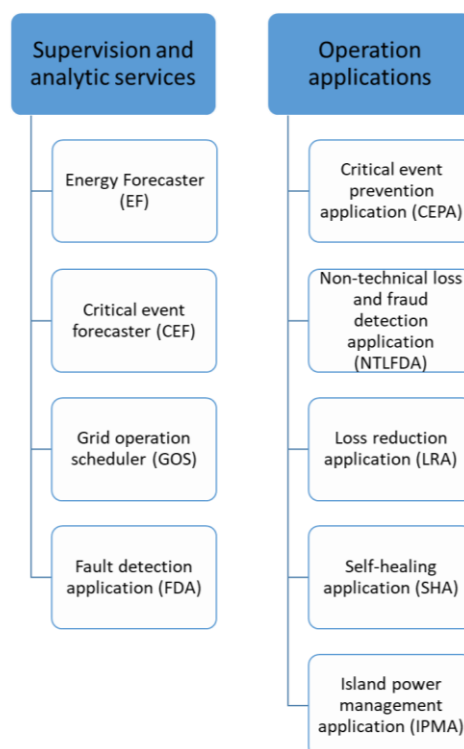 Supervision and
analytic services
Energy Forecaster
(EF)
Critical event
forecaster (CEF)
Grid operation
scheduler (GOS)
Fault detection
application (FDA)
Operation
applications
Critical event
prevention
application (CEPA)
Non-technical loss
and fraud
detection
application
(NTLFDA)
Loss reduction
application (LRA)
Self-healing
application (SHA)
Island power
management
application (IPMA)